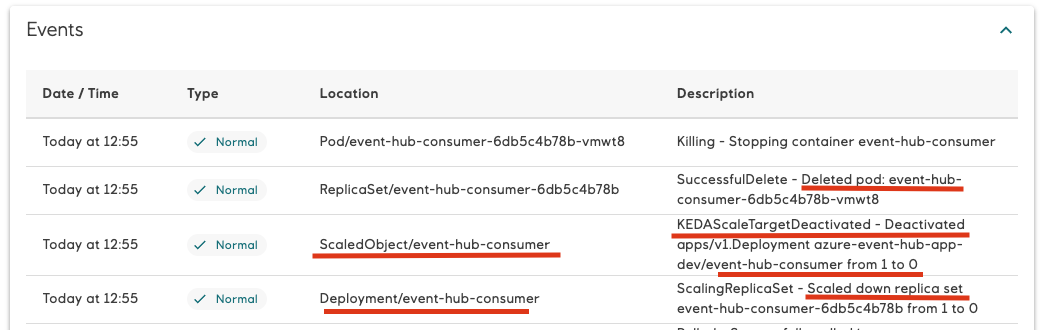 Events
Date / Time Type Location Description
Today at 12:55 Normal Pod/event-hub-consumer-6db5c4b78b-vmwt8 Killing - Stopping container event-hub-consumer
Today at 12:55 Normal ReplicaSet/event-hub-consumer-6db5c4b78b SuccessfulDelete - Deleted pod: event-hub-
consumer-6db5c4b78b-vmwt8
Today at 12:55 Normal ScaledObject/event-hub-consumer KEDAScaleTargetDeactivated - Deactivated
apps/v1.Deployment azure-event-hub-app-
dev/event-hub-consumer from 1 to 0
Today at 12:55 Normal Deployment/event-hub-consumer ScalingReplicaSet - Scaled down replica set
event-hub-consumer-6db5c4b78b from 1 to 0